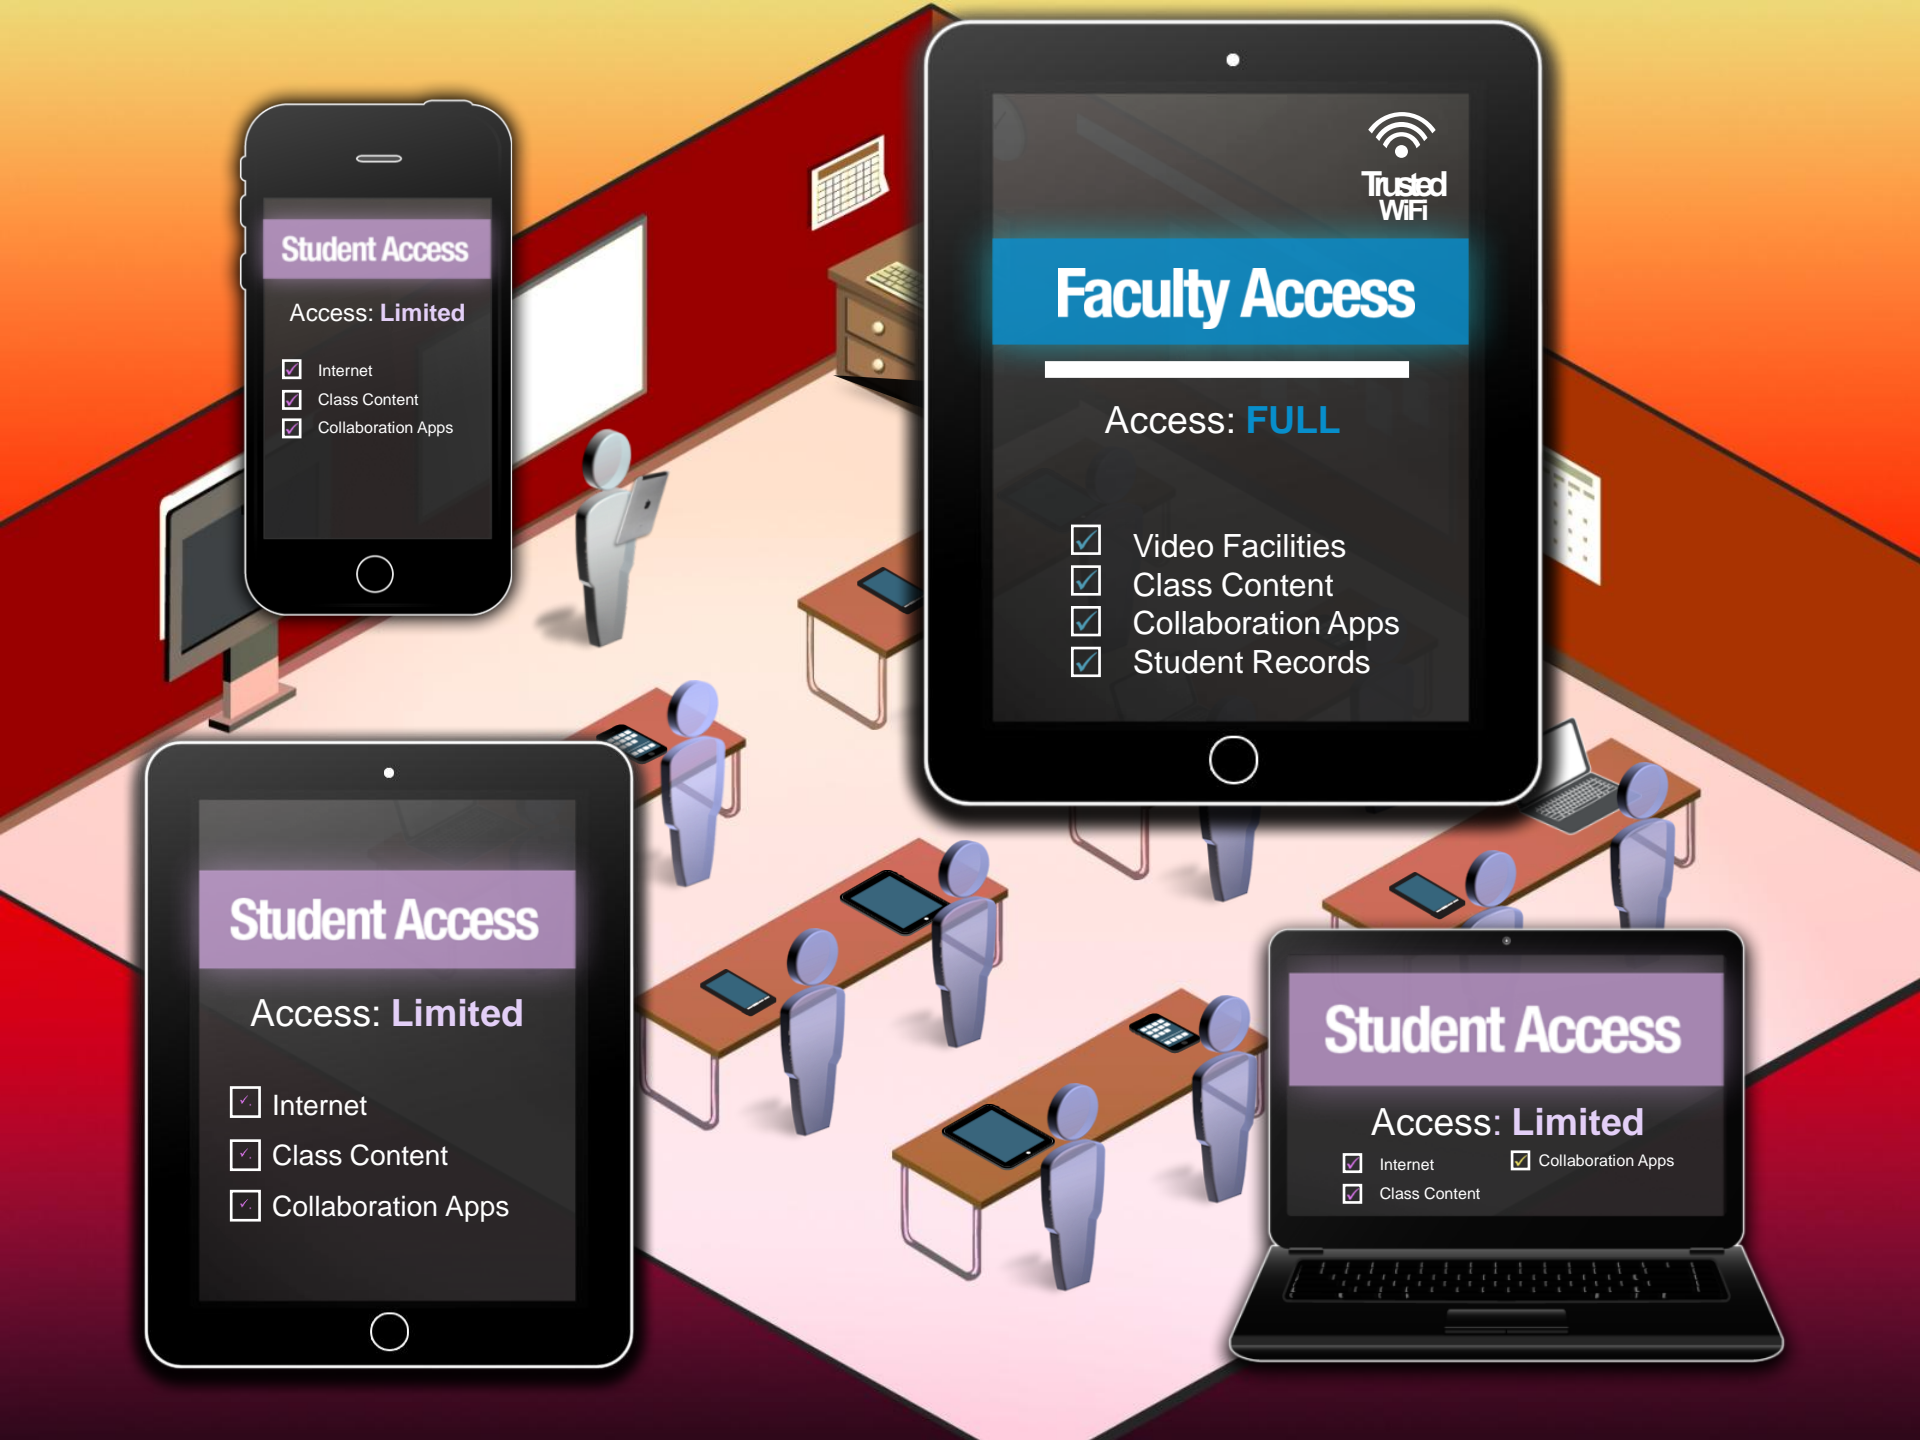 Student Access
Access: Limited
Internet
Class Content
Collaboration Apps
Trusted
WiFi
Faculty Access
Access: FULL
Video Facilities
Class Content
Collaboration Apps
Student Records
Student Access
Access: Limited
Internet
Class Content
Collaboration Apps
Student Access
Access: Limited
Internet
Collaboration Apps
Class Content